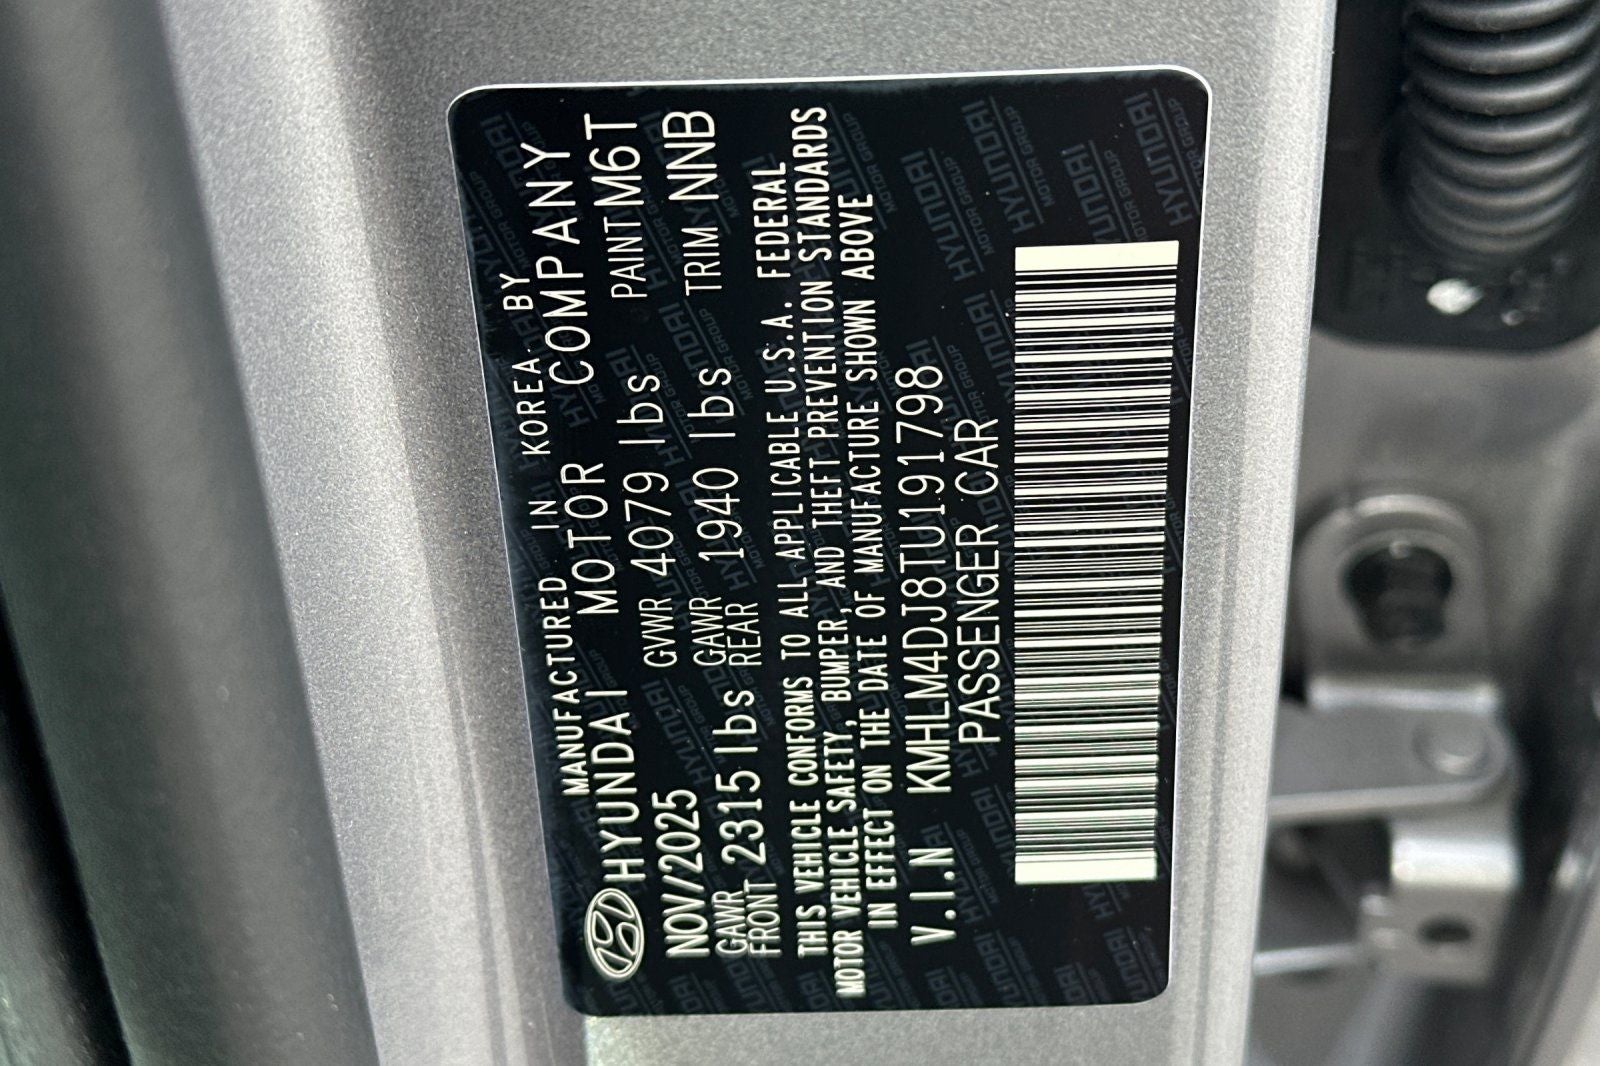 MANUFACTURED IN KOREA BY
HYUNDAI MOTOR COMPANY
NOV/2025 GVWR 4079 lbs PAINT M6T
GAWR FRONT 2315 lbs GAWR REAR 1940 lbs TRIM NNB
THIS VEHICLE CONFORMS TO ALL APPLICABLE U.S.A. FEDERAL
MOTOR VEHICLE SAFETY, BUMPER, AND THEFT PREVENTION STANDARDS
IN EFFECT ON THE DATE OF MANUFACTURE SHOWN ABOVE
V.I.N KMHLM4DJ8TU191798
PASSENGER CAR